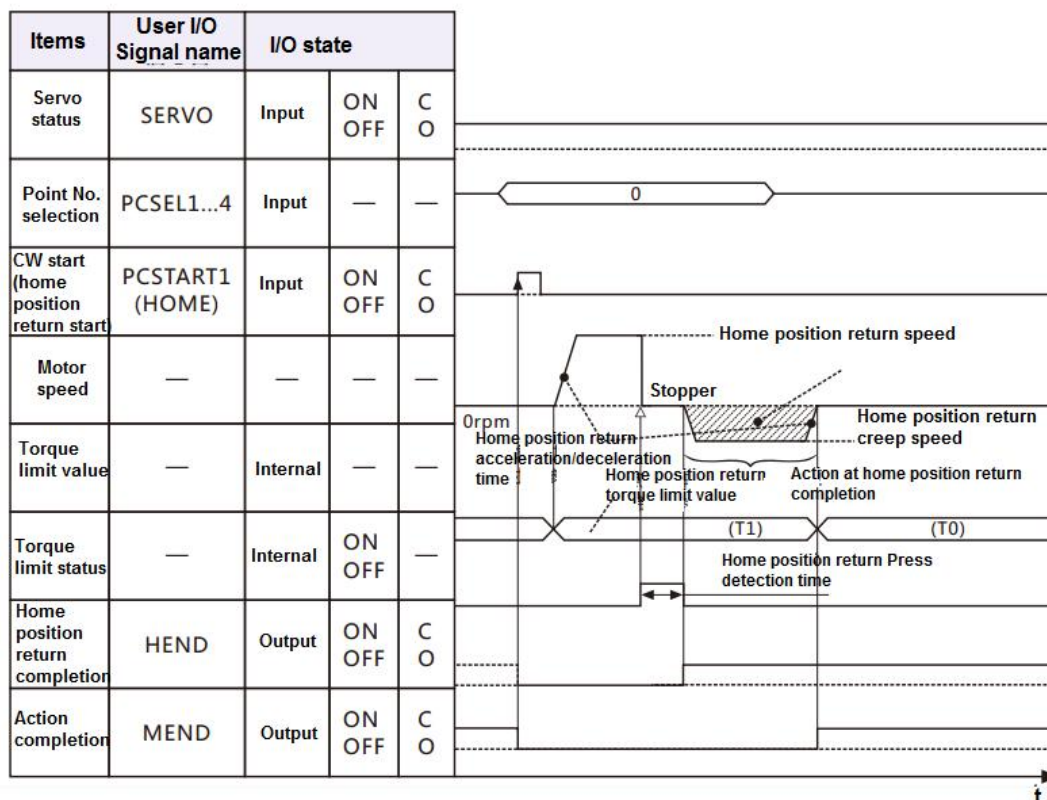 Items
User I/O
Signal name
I/O state
Servo
status
SERVO
Input
ON
OFF
C
O
Point No.
selection
PCSEL1...4
Input
—
—
0
CW start
(home
position
return start)
PCSTART1
(HOME)
Input
ON
OFF
C
O
Motor
speed
—
—
—
—
Home position return speed
Stopper
0rpm
Home position return
creep speed
Home position return
acceleration/deceleration
time
Torque
limit value
—
Internal
—
—
Home position return
torque limit value
Action at home position return
completion
(T1)
(T0)
Torque
limit status
—
Internal
ON
OFF
—
Home position return Press
detection time
Home
position
return
completion
HEND
Output
ON
OFF
C
O
Action
completion
MEND
Output
ON
OFF
C
O
t